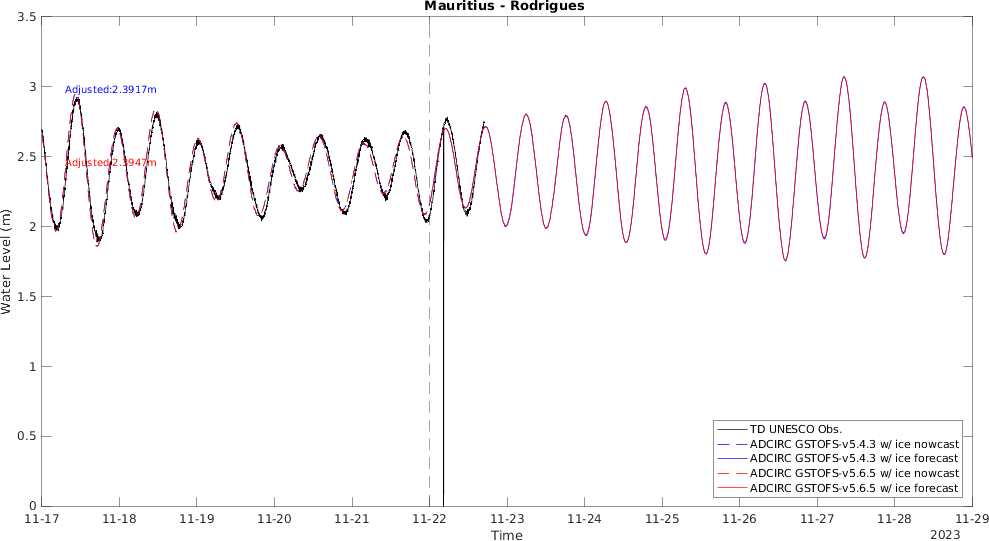 Mauritius - Rodrigues
3.5
3
2.5
2
1.5
1
0.5
0
Water Level (m)
Adjusted:2.3917m
Adjusted:2.3947m
TD UNESCO Obs.
ADCIRC GSTOFS-v5.4.3 w/ ice nowcast
ADCIRC GSTOFS-v5.4.3 w/ ice forecast
ADCIRC GSTOFS-v5.6.5 w/ ice nowcast
ADCIRC GSTOFS-v5.6.5 w/ ice forecast
11-17 11-18 11-19 11-20 11-21 11-22 11-23 11-24 11-25 11-26 11-27 11-28 11-29
Time
2023